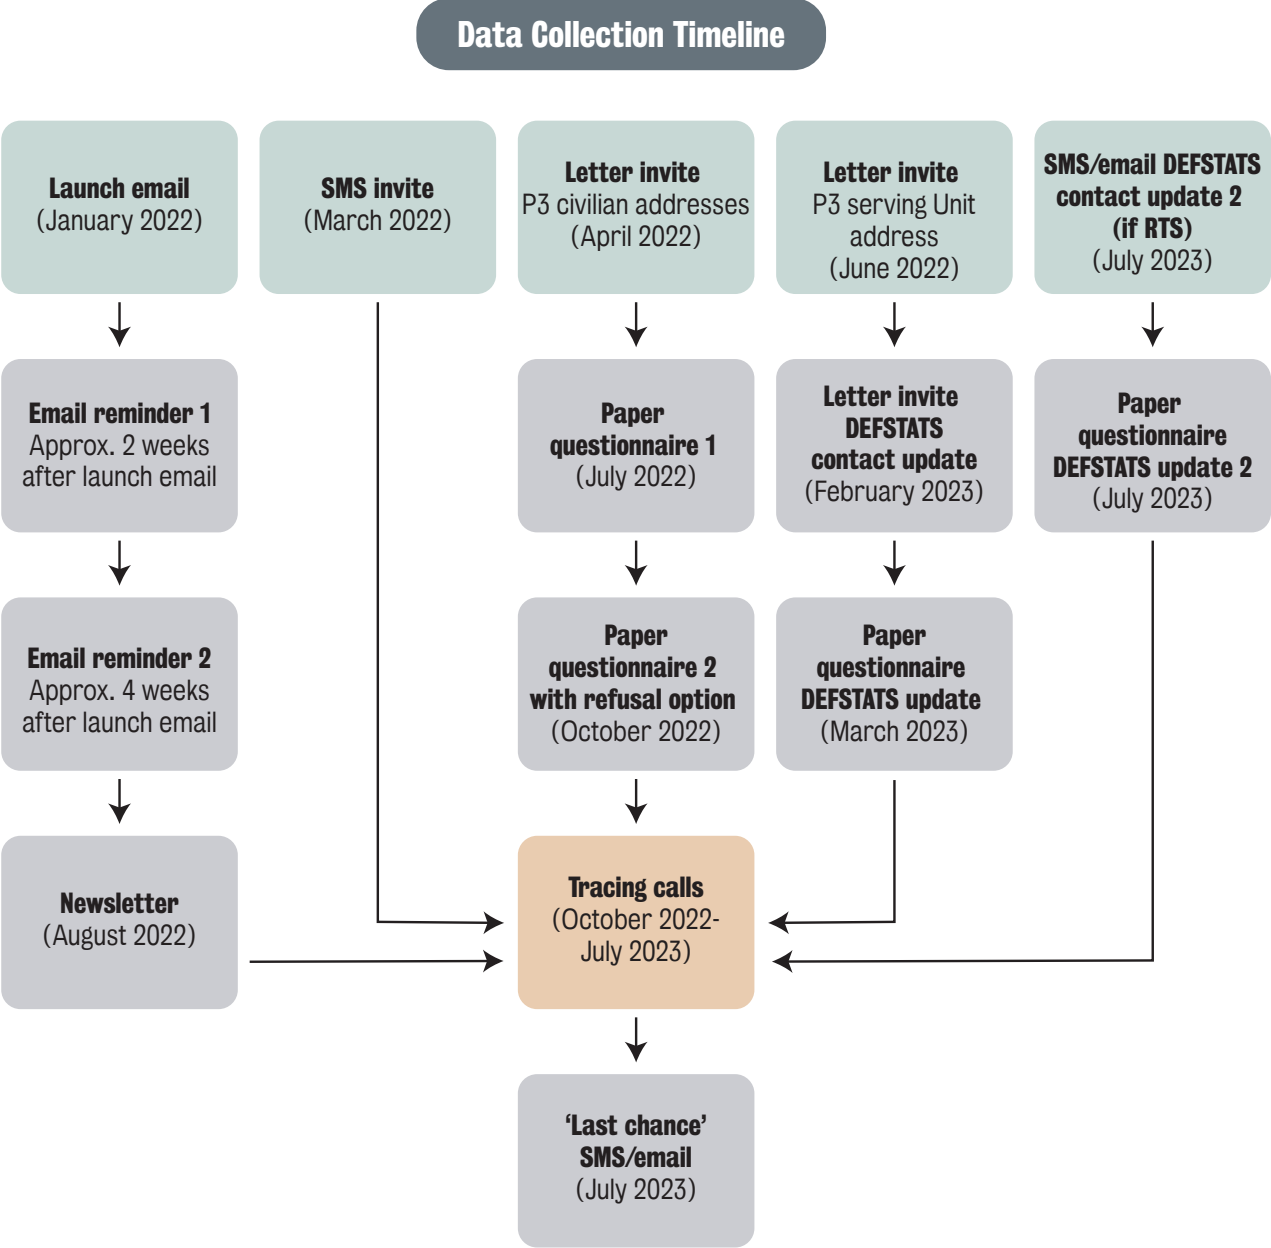 Data Collection Timeline
Launch email
(January 2022)
SMS invite
(March 2022)
Letter invite
P3 civilian addresses
(April 2022)
Letter invite
P3 serving Unit
address
(June 2022)
SMS/email DEFSTATS
contact update 2
(if RTS)
(July 2023)
Email reminder 1
Approx. 2 weeks
after launch email
Paper
questionnaire 1
(July 2022)
Letter invite
DEFSTATS
contact update
(February 2023)
Paper
questionnaire
DEFSTATS update 2
(July 2023)
Email reminder 2
Approx. 4 weeks
after launch email
Paper
questionnaire 2
with refusal option
(October 2022)
Paper
questionnaire
DEFSTATS update
(March 2023)
Newsletter
(August 2022)
Tracing calls
(October 2022-
July 2023)
‘Last chance’
SMS/email
(July 2023)